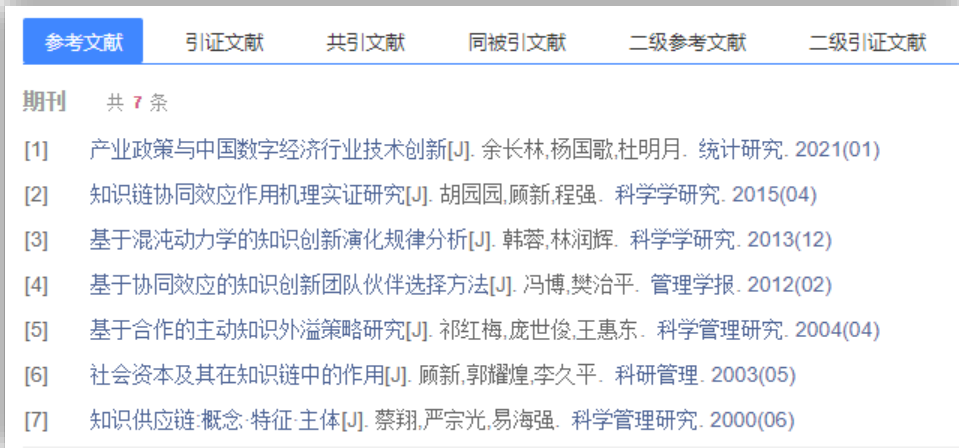 参考文献 引证文献 共引文献 同被引文献 二级参考文献 二级引证文献
期刊 共 7 条
[1] 产业政策与中国数字经济行业技术创新[J]. 余长林,杨国歌,杜明月. 统计研究. 2021(01)
[2] 知识链协同效应作用机理实证研究[J]. 胡园园,顾新,程强. 科学学研究. 2015(04)
[3] 基于混沌动力学的知识创新演化规律分析[J]. 韩蓉,林润辉. 科学学研究. 2013(12)
[4] 基于协同效应的知识创新团队伙伴选择方法[J]. 冯博,樊治平. 管理学报. 2012(02)
[5] 基于合作的主动知识外溢策略研究[J]. 祁红梅,庞世俊,王惠东. 科学管理研究. 2004(04)
[6] 社会资本及其在知识链中的作用[J]. 顾新,郭耀煌,李久平. 科研管理. 2003(05)
[7] 知识供应链:概念·特征·主体[J]. 蔡翔,严宗光,易海强. 科学管理研究. 2000(06)